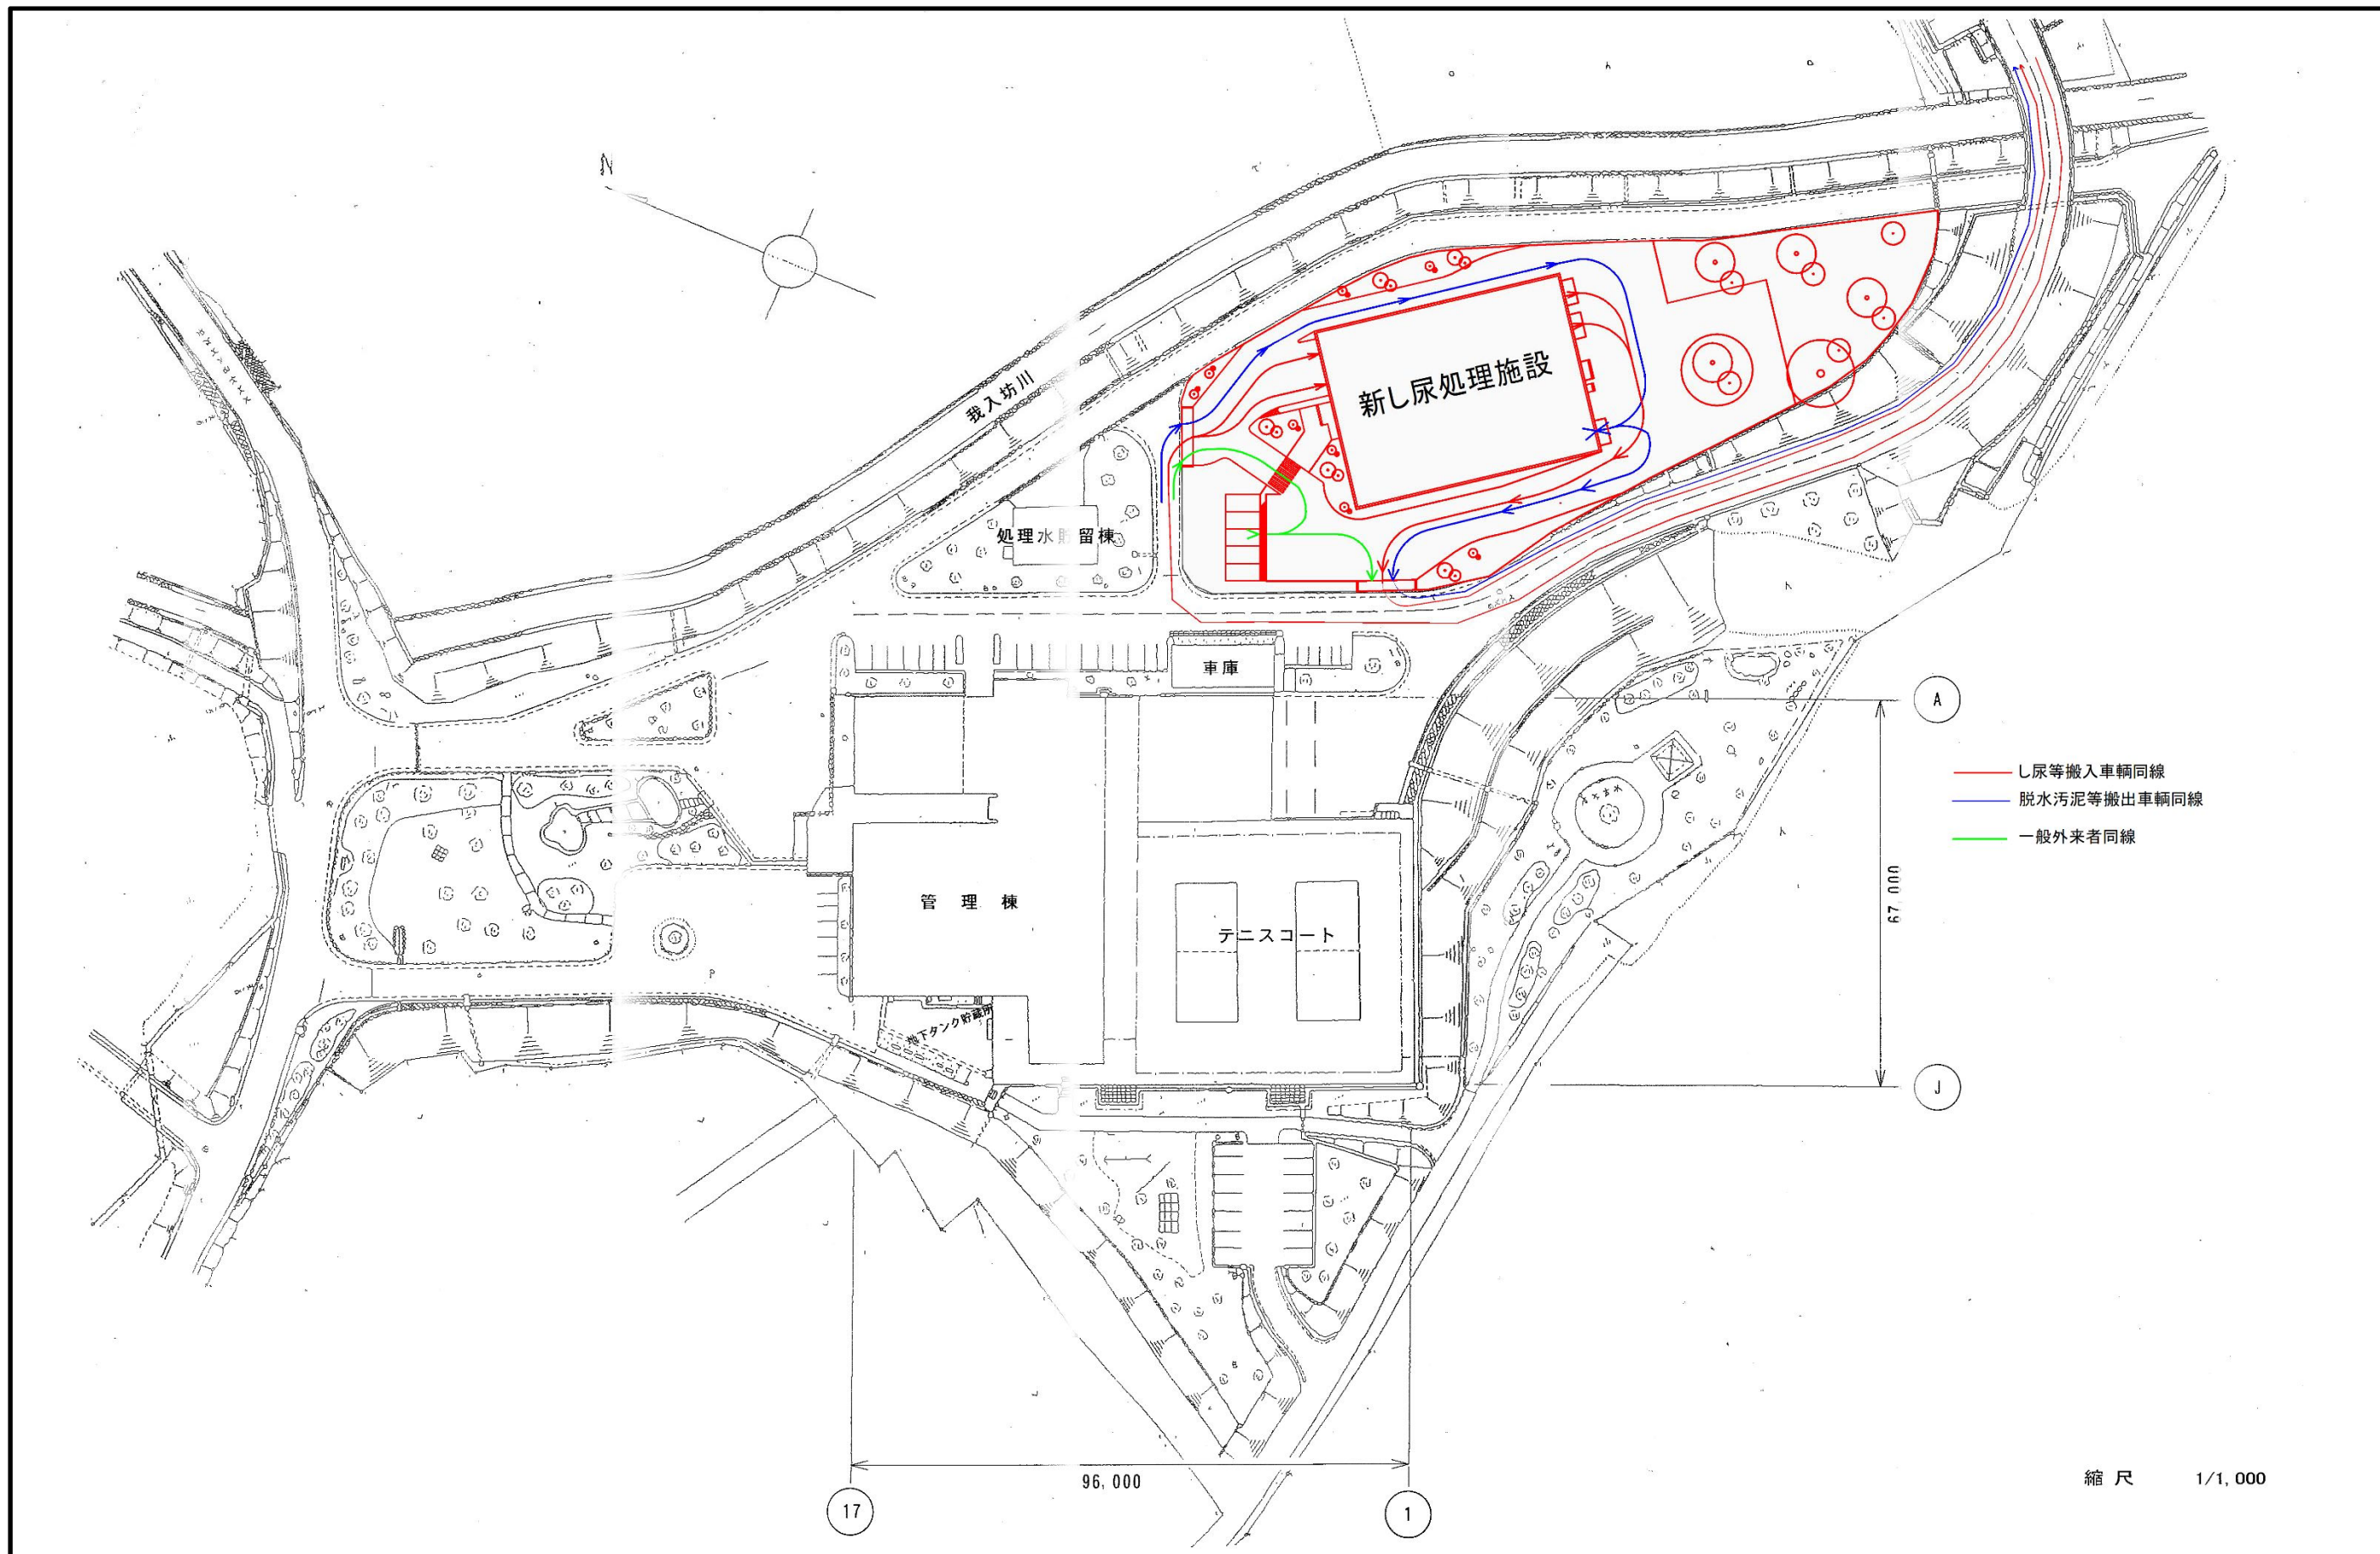 N
我入坊川
新し尿処理施設
処理水貯留棟
車庫
A
し尿等搬入車輌同線
脱水汚泥等搬出車輌同線
一般外来者同線
管 理 棟
テニスコート
67,000
地下タンク貯蔵所
J
96,000
縮 尺 1/1,000
17
1